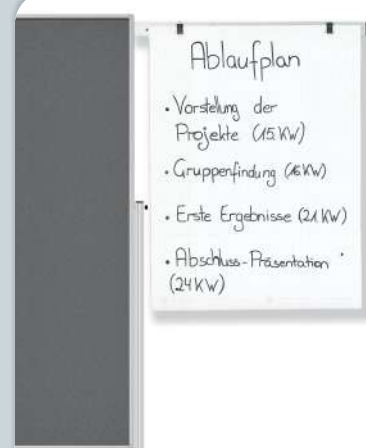 Ablaufplan
• Vorstellung der
Projekte (15 KW)
• Gruppenfindung (16 KW)
• Erste Ergebnisse (21 KW)
• Abschluss-Präsentation
(24 KW)